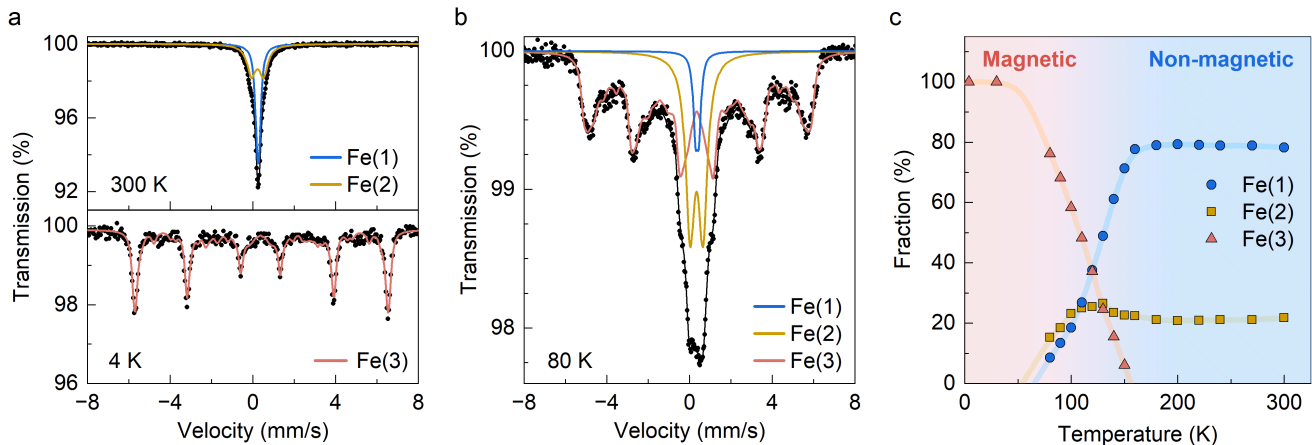 a
100
96
92
Transmission (%)
300 K
Fe(1)
Fe(2)
100
98
96
4 K
Fe(3)
−8 −4 0 4 8
Velocity (mm/s)
b
100
99
98
Transmission (%)
80 K
Fe(1)
Fe(2)
Fe(3)
−8 −4 0 4 8
Velocity (mm/s)
c
Magnetic Non-magnetic
100
80
60
40
20
0
Fraction (%)
Fe(1)
Fe(2)
Fe(3)
0 100 200 300
Temperature (K)